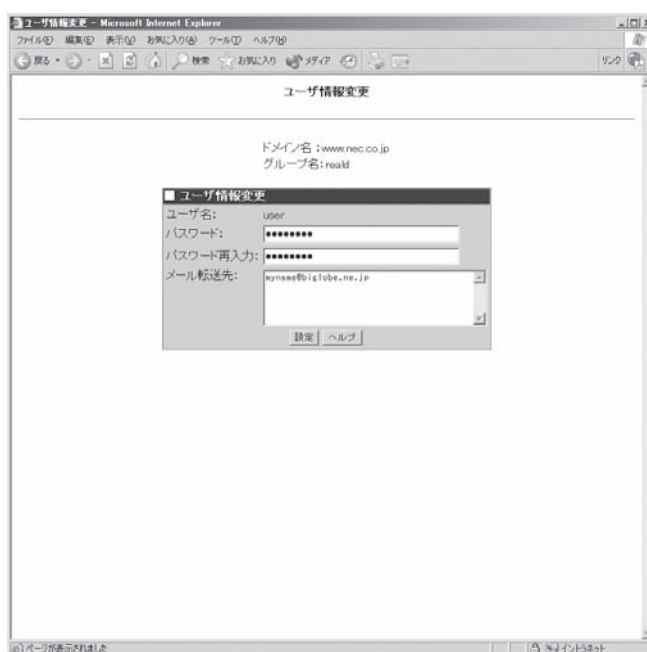 ユーザ情報変更 - Microsoft Internet Explorer
ファイル(F) 編集(E) 表示(V) お気に入り(A) ツール(T) ヘルプ(H)
戻る 検索 お気に入り メディア リンク
ユーザ情報変更
ドメイン名:www.nec.co.jp
グループ名:reald
■ ユーザ情報変更
ユーザ名: user
パスワード: ●●●●●●●●
パスワード再入力: ●●●●●●●●
メール転送先: myname@biglobe.ne.jp
設定 ヘルプ
ページが表示されました イントラネット